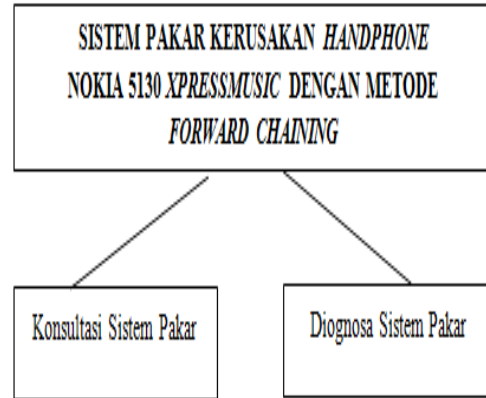 SISTEM PAKAR KERUSAKAN HANDPHONE
NOKIA 5130 XPRESSMUSIC DENGAN METODE
FORWARD CHAINING
Konsultasi Sistem Pakar
Diognosa Sistem Pakar